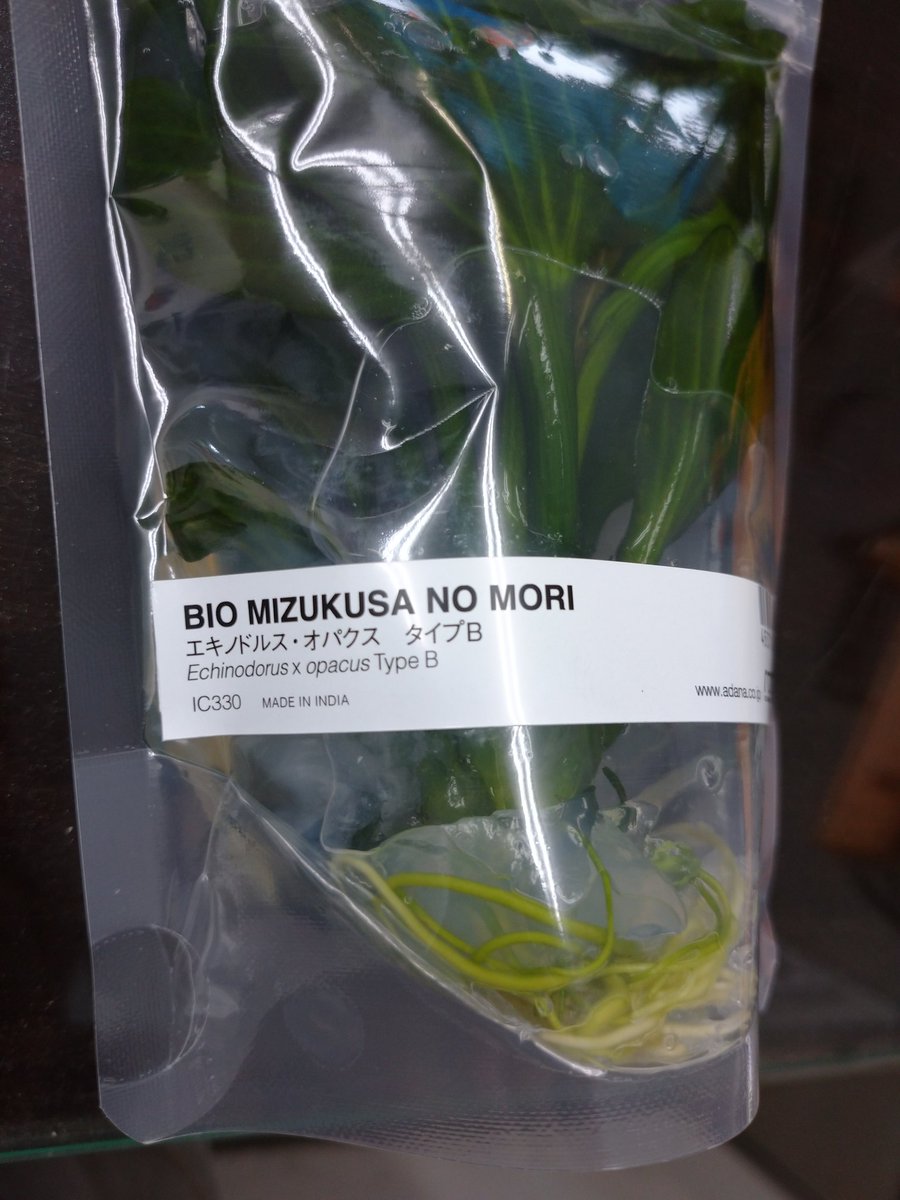 BIO MIZUKUSA NO MORI
エキノドルス・オパクス　タイプB
Echinodorus x opacus Type B
IC330 MADE IN INDIA
www.adana.co.jp